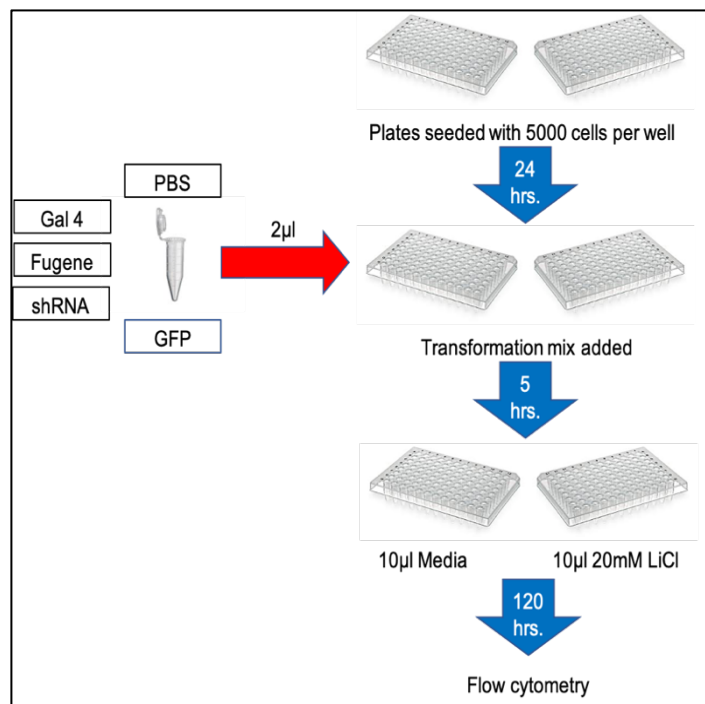 Plates seeded with 5000 cells per well
24
hrs.
PBS
Gal 4
Fugene
shRNA
GFP
2µl
Transformation mix added
5
hrs.
10µl Media
10µl 20mM LiCl
120
hrs.
Flow cytometry